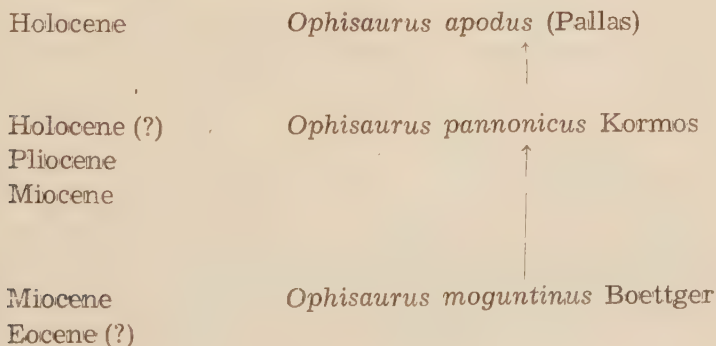 Holocene Ophisaurus apodus (Pallas)
Holocene (?) Ophisaurus pannonicus Kormos
Pliocene
Miocene
Miocene Ophisaurus moguntinus Boettger
Eocene (?)